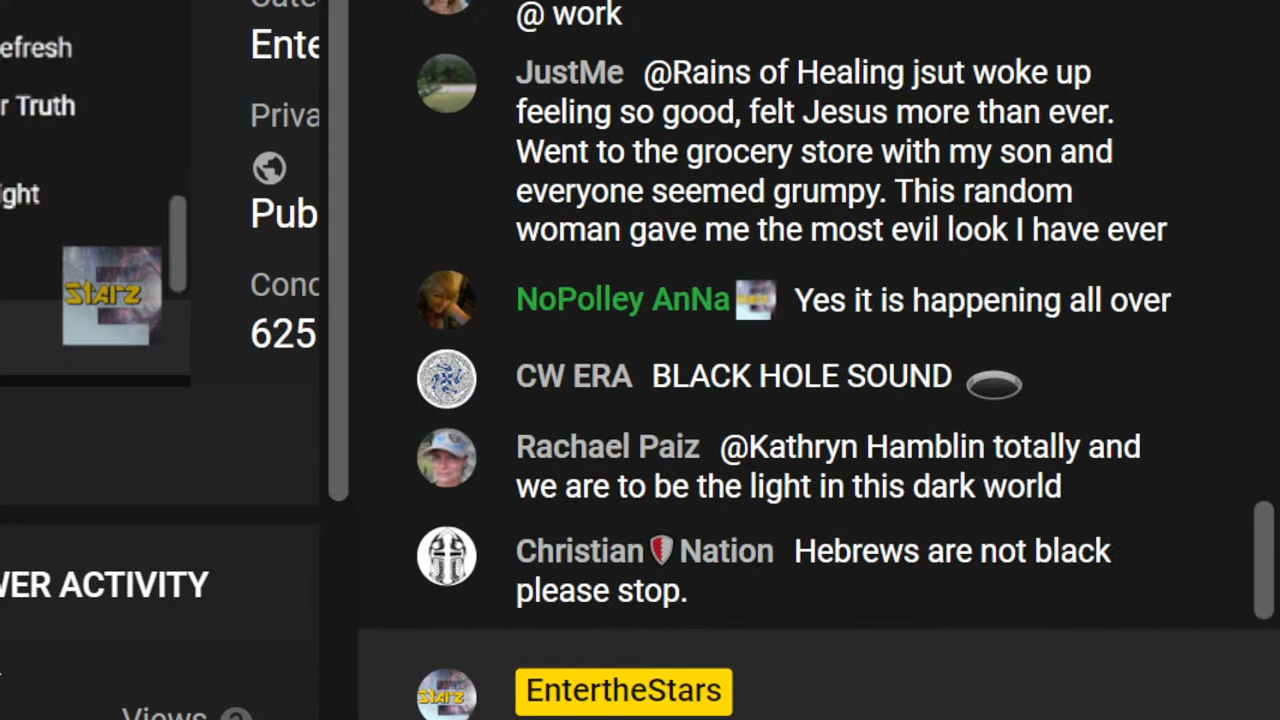 efresh
r Truth
ght
Starz
Ente
Priva
Pub
Conc
625
WER ACTIVITY
Views
@ work
JustMe @Rains of Healing jsut woke up
feeling so good, felt Jesus more than ever.
Went to the grocery store with my son and
everyone seemed grumpy. This random
woman gave me the most evil look I have ever
NoPolley AnNa Yes it is happening all over
CW ERA BLACK HOLE SOUND
Rachael Paiz @Kathryn Hamblin totally and
we are to be the light in this dark world
Christian Nation Hebrews are not black
please stop.
Starz
EntertheStars